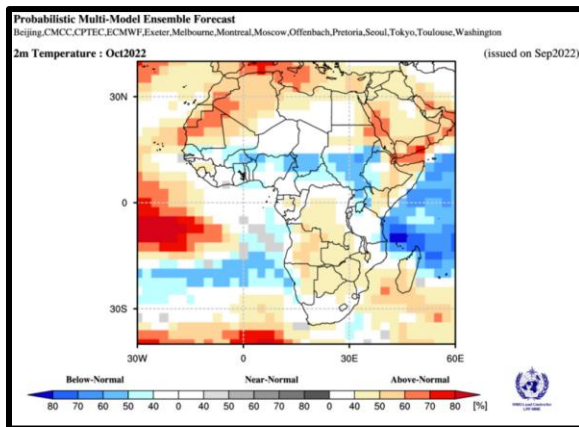 Probabilistic Multi-Model Ensemble Forecast
Beijing,CMCC,CPTEC,ECMWF,Exeter,Melbourne,Montreal,Moscow,Offenbach,Pretoria,Seoul,Tokyo,Toulouse,Washington
2m Temperature : Oct2022 (issued on Sep2022)
30N
0
30S
30W 0 30E 60E
Below-Normal Near-Normal Above-Normal
80 70 60 50 40 0 40 50 60 70 80 0 40 50 60 70 80 [%]